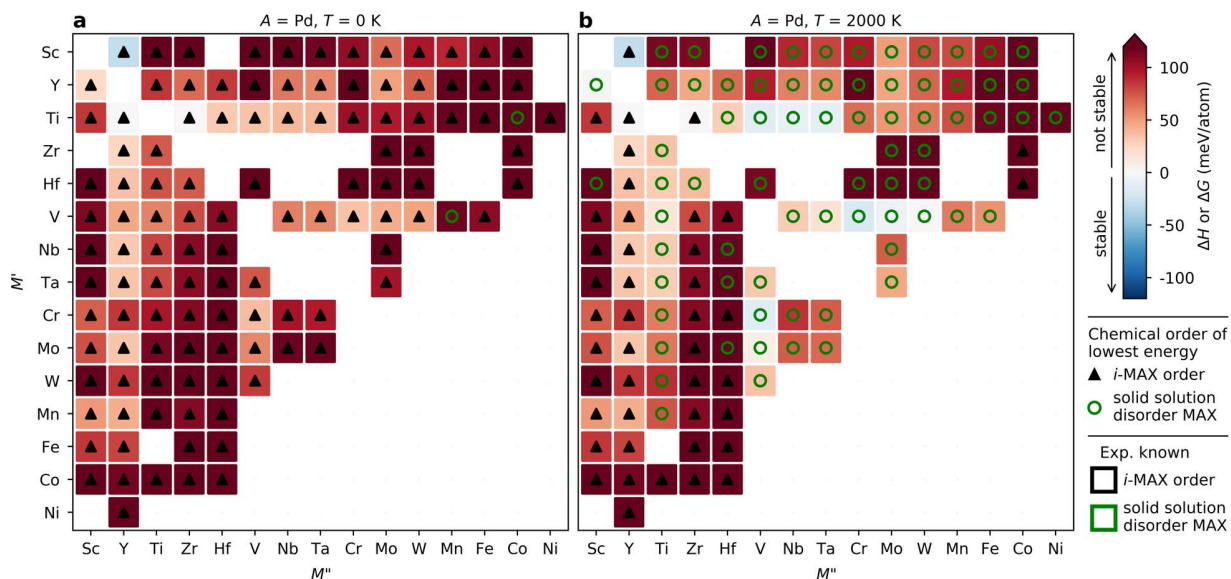 a
A = Pd, T = 0 K
b
A = Pd, T = 2000 K
Sc
Y
Ti
Zr
Hf
V
Nb
Ta
Cr
Mo
W
Mn
Fe
Co
Ni
M'
Sc Y Ti Zr Hf V Nb Ta Cr Mo W Mn Fe Co Ni
M"
Sc Y Ti Zr Hf V Nb Ta Cr Mo W Mn Fe Co Ni
M"
not stable
stable
100
50
0
-50
-100
ΔH or ΔG (meV/atom)
Chemical order of
lowest energy
i-MAX order
solid solution
disorder MAX
Exp. known
i-MAX order
solid solution
disorder MAX